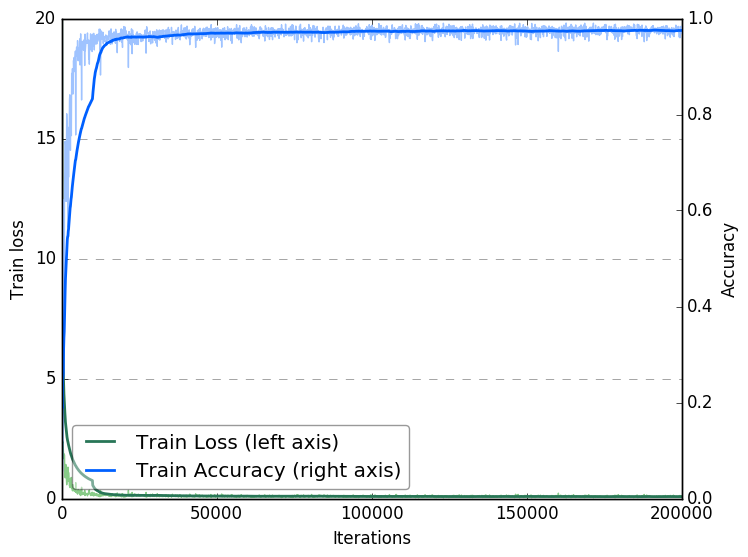 20
15
10
5
0
Train loss
1.0
0.8
0.6
0.4
0.2
0.0
Accuracy
Train Loss (left axis)
Train Accuracy (right axis)
0 50000 100000 150000 200000
Iterations